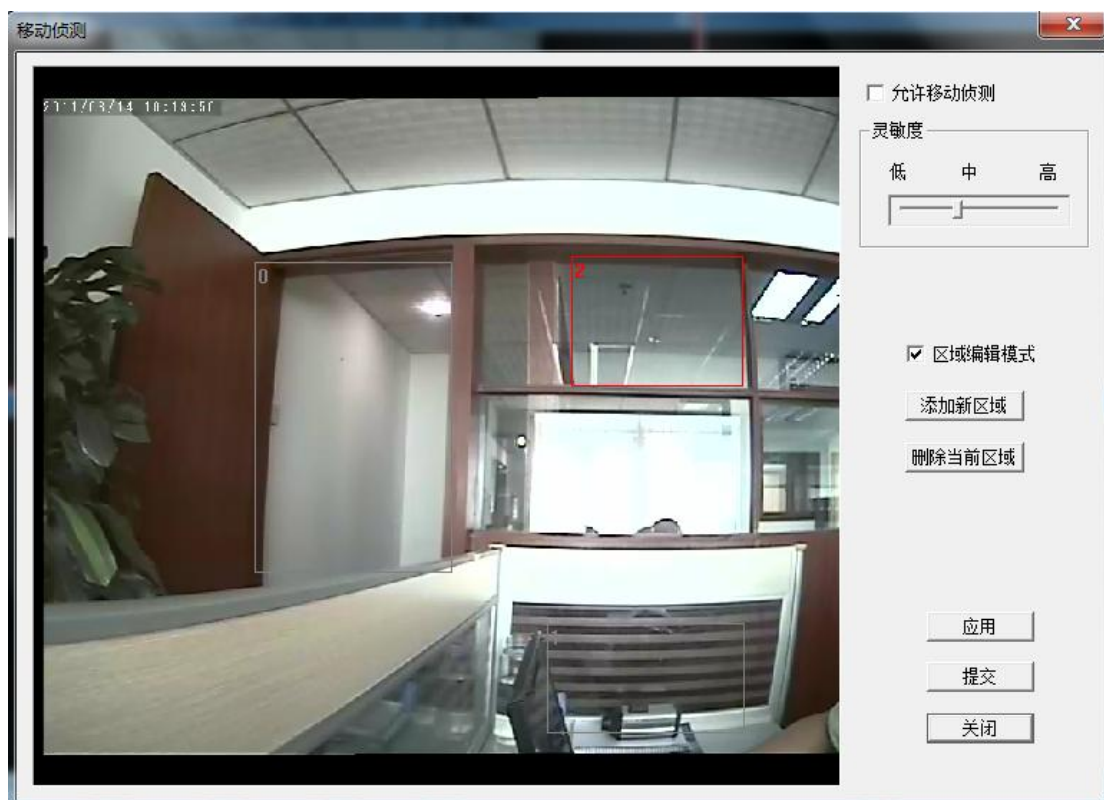 移动侦测
允许移动侦测
灵敏度
低 中 高
0
2
区域编辑模式
添加新区域
删除当前区域
应用
提交
关闭